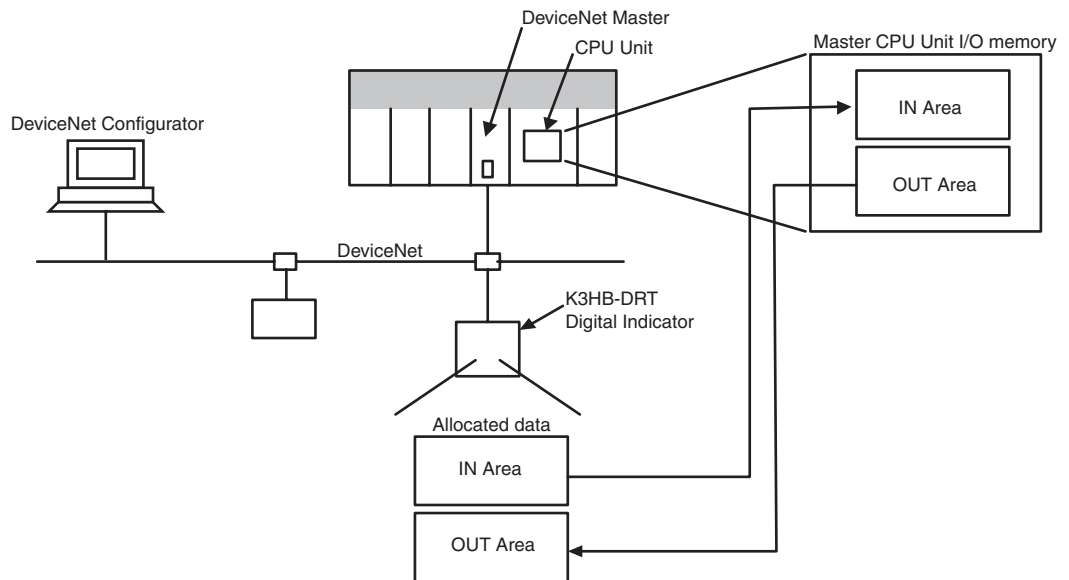 DeviceNet Master
CPU Unit
Master CPU Unit I/O memory
IN Area
OUT Area
DeviceNet Configurator
DeviceNet
K3HB-DRT
Digital Indicator
Allocated data
IN Area
OUT Area